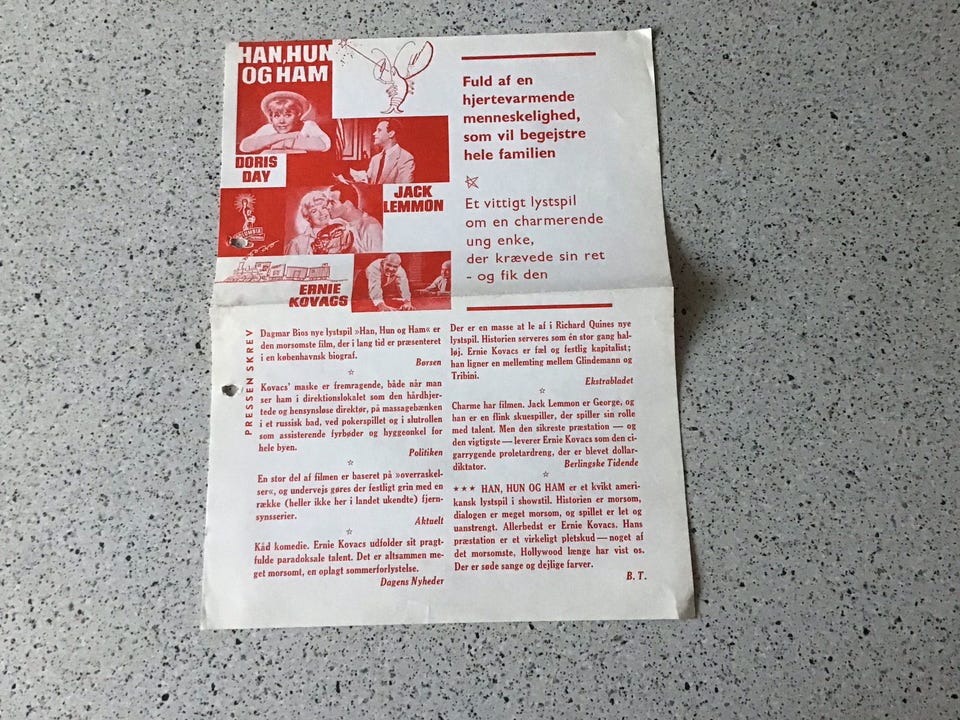 HAN, HUN
OG HAM
DORIS
DAY
JACK
LEMMON
COLUMBIA
ERNIE
KOVACS
Fuld af en
hjertevarmende
menneskelighed,
som vil begejstre
hele familien
Et vittigt lystspil
om en charmerende
ung enke,
der krævede sin ret
- og fik den
PRESSEN SKREV
Dagmar Bios nye lystspil »Han, Hun og Ham« er
den morsomste film, der i lang tid er præsenteret
i en københavnsk biograf.
Børsen
☆
Kovacs' maske er fremragende, både når man
ser ham i direktionslokalet som den hårdhjer-
tede og hensynsløse direktør, på massagebænken
i et russisk bad, ved pokerspillet og i slutrollen
som assisterende fyrbøder og hyggeonkel for
hele byen.
Politiken
☆
En stor del af filmen er baseret på »overraskel-
ser«, og undervejs gøres der festligt grin med en
række (heller ikke her i landet ukendte) fjern-
synsserier.
Aktuelt
☆
Kåd komedie. Ernie Kovacs udfolder sit pragt-
fulde paradoksale talent. Det er altsammen me-
get morsomt, en oplagt sommerforlystelse.
Dagens Nyheder
Der er en masse at le af i Richard Quines nye
lystspil. Historien serveres som én stor gang hal-
løj. Ernie Kovacs er fæl og festlig kapitalist;
han ligner en mellemting mellem Glindemann og
Tribini.
Ekstrabladet
☆
Charme har filmen. Jack Lemmon er George, og
han er en flink skuespiller, der spiller sin rolle
med talent. Men den sikreste præstation — og
den vigtigste — leverer Ernie Kovacs som den ci-
garrygende proletardreng, der er blevet dollar-
diktator.
Berlingske Tidende
☆
★★★ HAN, HUN OG HAM er et kvikt ameri-
kansk lystspil i showstil. Historien er morsom,
dialogen er meget morsom, og spillet er let og
uanstrengt. Allerbedst er Ernie Kovacs. Hans
præstation er et virkeligt pletskud — noget af
det morsomste, Hollywood længe har vist os.
Der er søde sange og dejlige farver.
B. T.